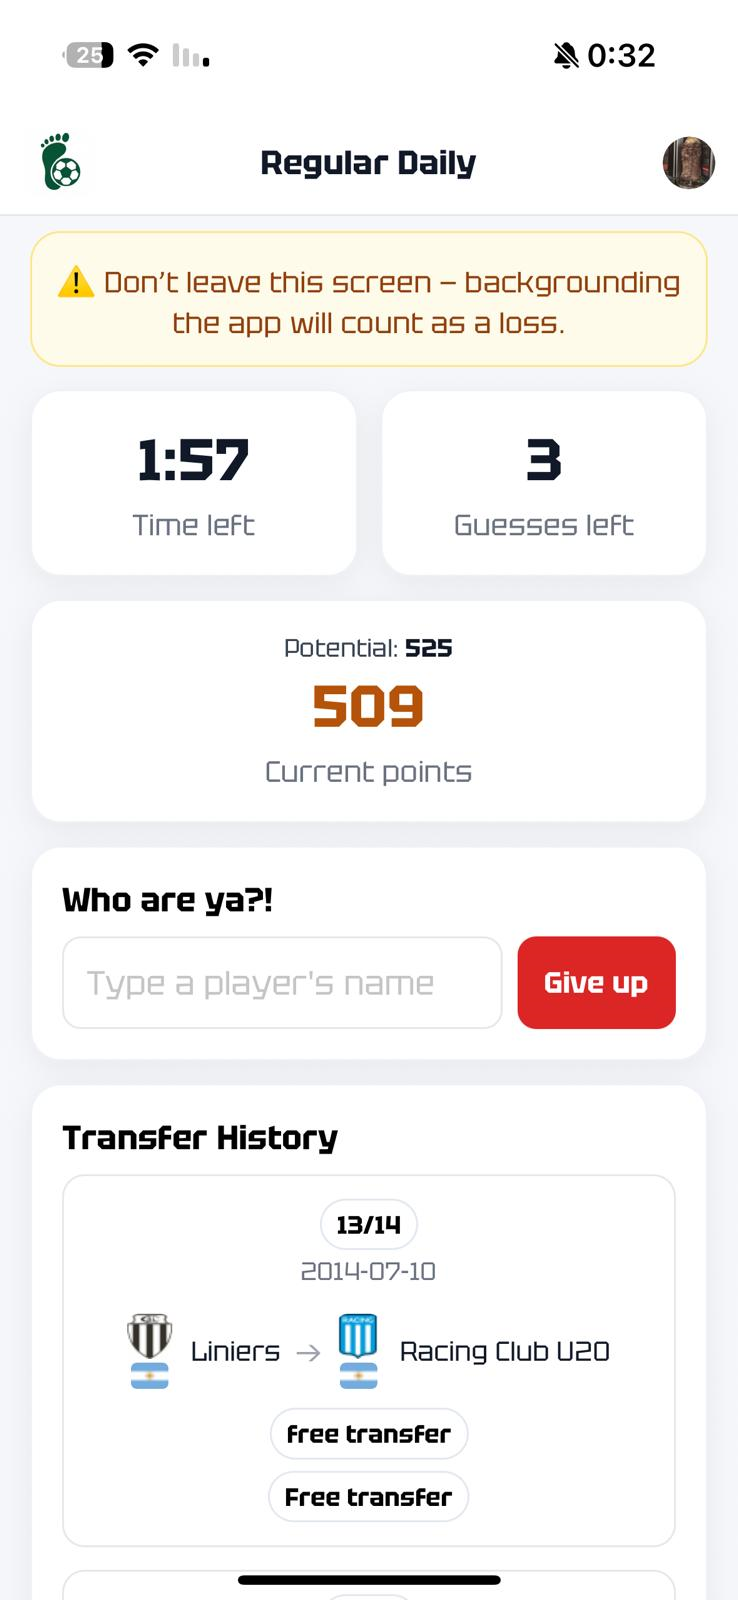 25
0:32
Regular Daily
⚠️ Don't leave this screen – backgrounding
the app will count as a loss.
1:57
Time left
3
Guesses left
Potential: 525
509
Current points
Who are ya?!
Type a player's name
Give up
Transfer History
13/14
2014-07-10
Liniers → Racing Club U20
free transfer
Free transfer